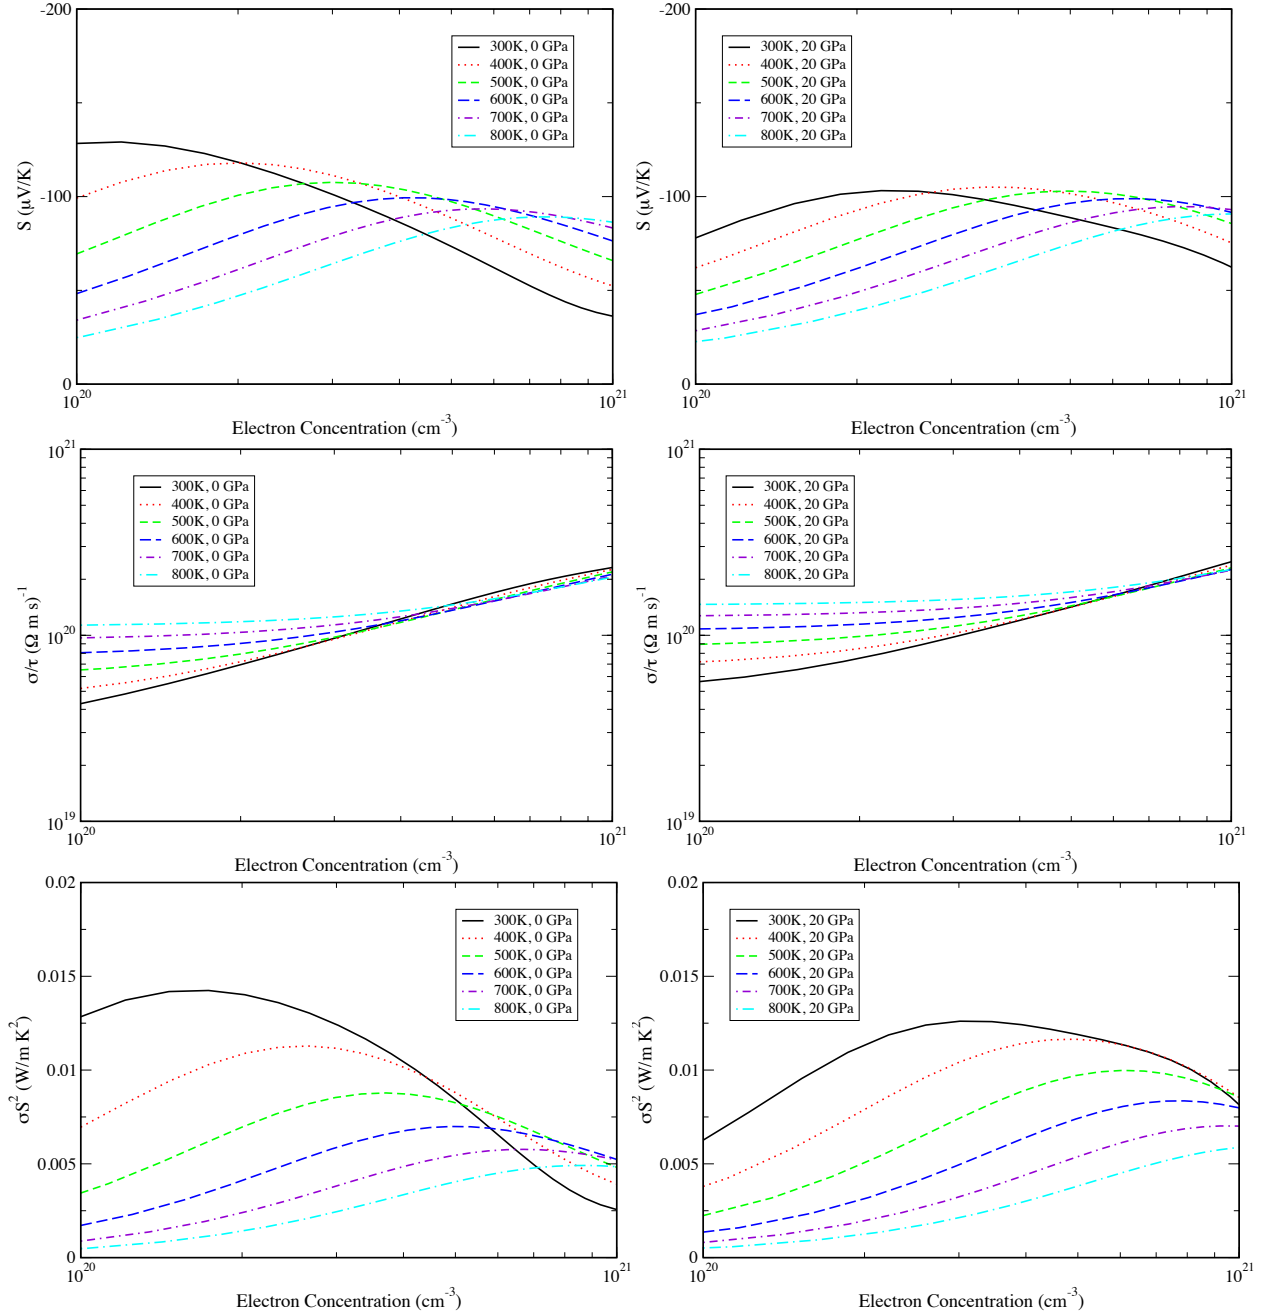 -200
-100
0
S (μV/K)
10^20
10^21
Electron Concentration (cm^-3)
300K, 0 GPa
400K, 0 GPa
500K, 0 GPa
600K, 0 GPa
700K, 0 GPa
800K, 0 GPa
-200
-100
0
S (μV/K)
10^20
10^21
Electron Concentration (cm^-3)
300K, 20 GPa
400K, 20 GPa
500K, 20 GPa
600K, 20 GPa
700K, 20 GPa
800K, 20 GPa
10^21
10^20
10^19
σ/τ (Ω m s)^-1
10^20
10^21
Electron Concentration (cm^-3)
300K, 0 GPa
400K, 0 GPa
500K, 0 GPa
600K, 0 GPa
700K, 0 GPa
800K, 0 GPa
10^21
10^20
10^19
σ/τ (Ω m s)^-1
10^20
10^21
Electron Concentration (cm^-3)
300K, 20 GPa
400K, 20 GPa
500K, 20 GPa
600K, 20 GPa
700K, 20 GPa
800K, 20 GPa
0.02
0.015
0.01
0.005
0
σS^2 (W/m K^2)
10^20
10^21
Electron Concentration (cm^-3)
300K, 0 GPa
400K, 0 GPa
500K, 0 GPa
600K, 0 GPa
700K, 0 GPa
800K, 0 GPa
0.02
0.015
0.01
0.005
0
σS^2 (W/m K^2)
10^20
10^21
Electron Concentration (cm^-3)
300K, 20 GPa
400K, 20 GPa
500K, 20 GPa
600K, 20 GPa
700K, 20 GPa
800K, 20 GPa